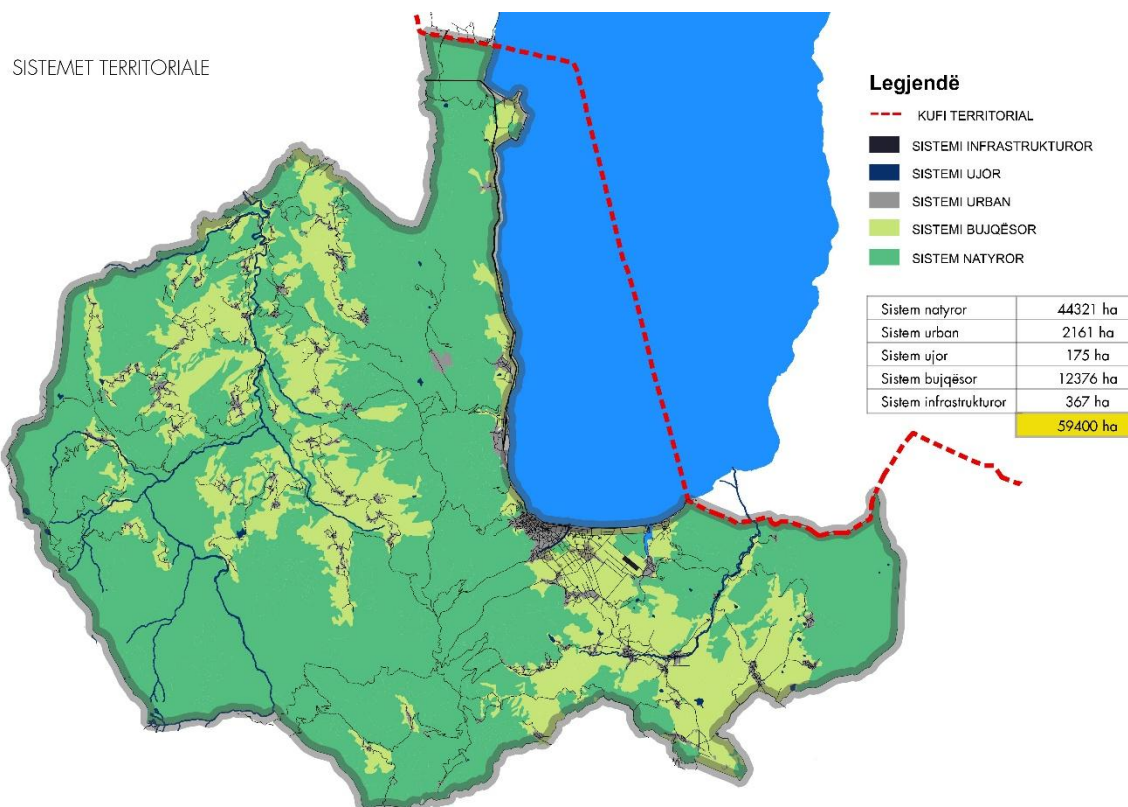 SISTEMET TERRITORIALE
Legjendë
KUFI TERRITORIAL
SISTEMI INFRASTRUKTUROR
SISTEMI UJOR
SISTEMI URBAN
SISTEMI BUJQËSOR
SISTEM NATYROR
Sistem natyror 44321 ha
Sistem urban 2161 ha
Sistem ujor 175 ha
Sistem bujqësor 12376 ha
Sistem infrastrukturor 367 ha
59400 ha